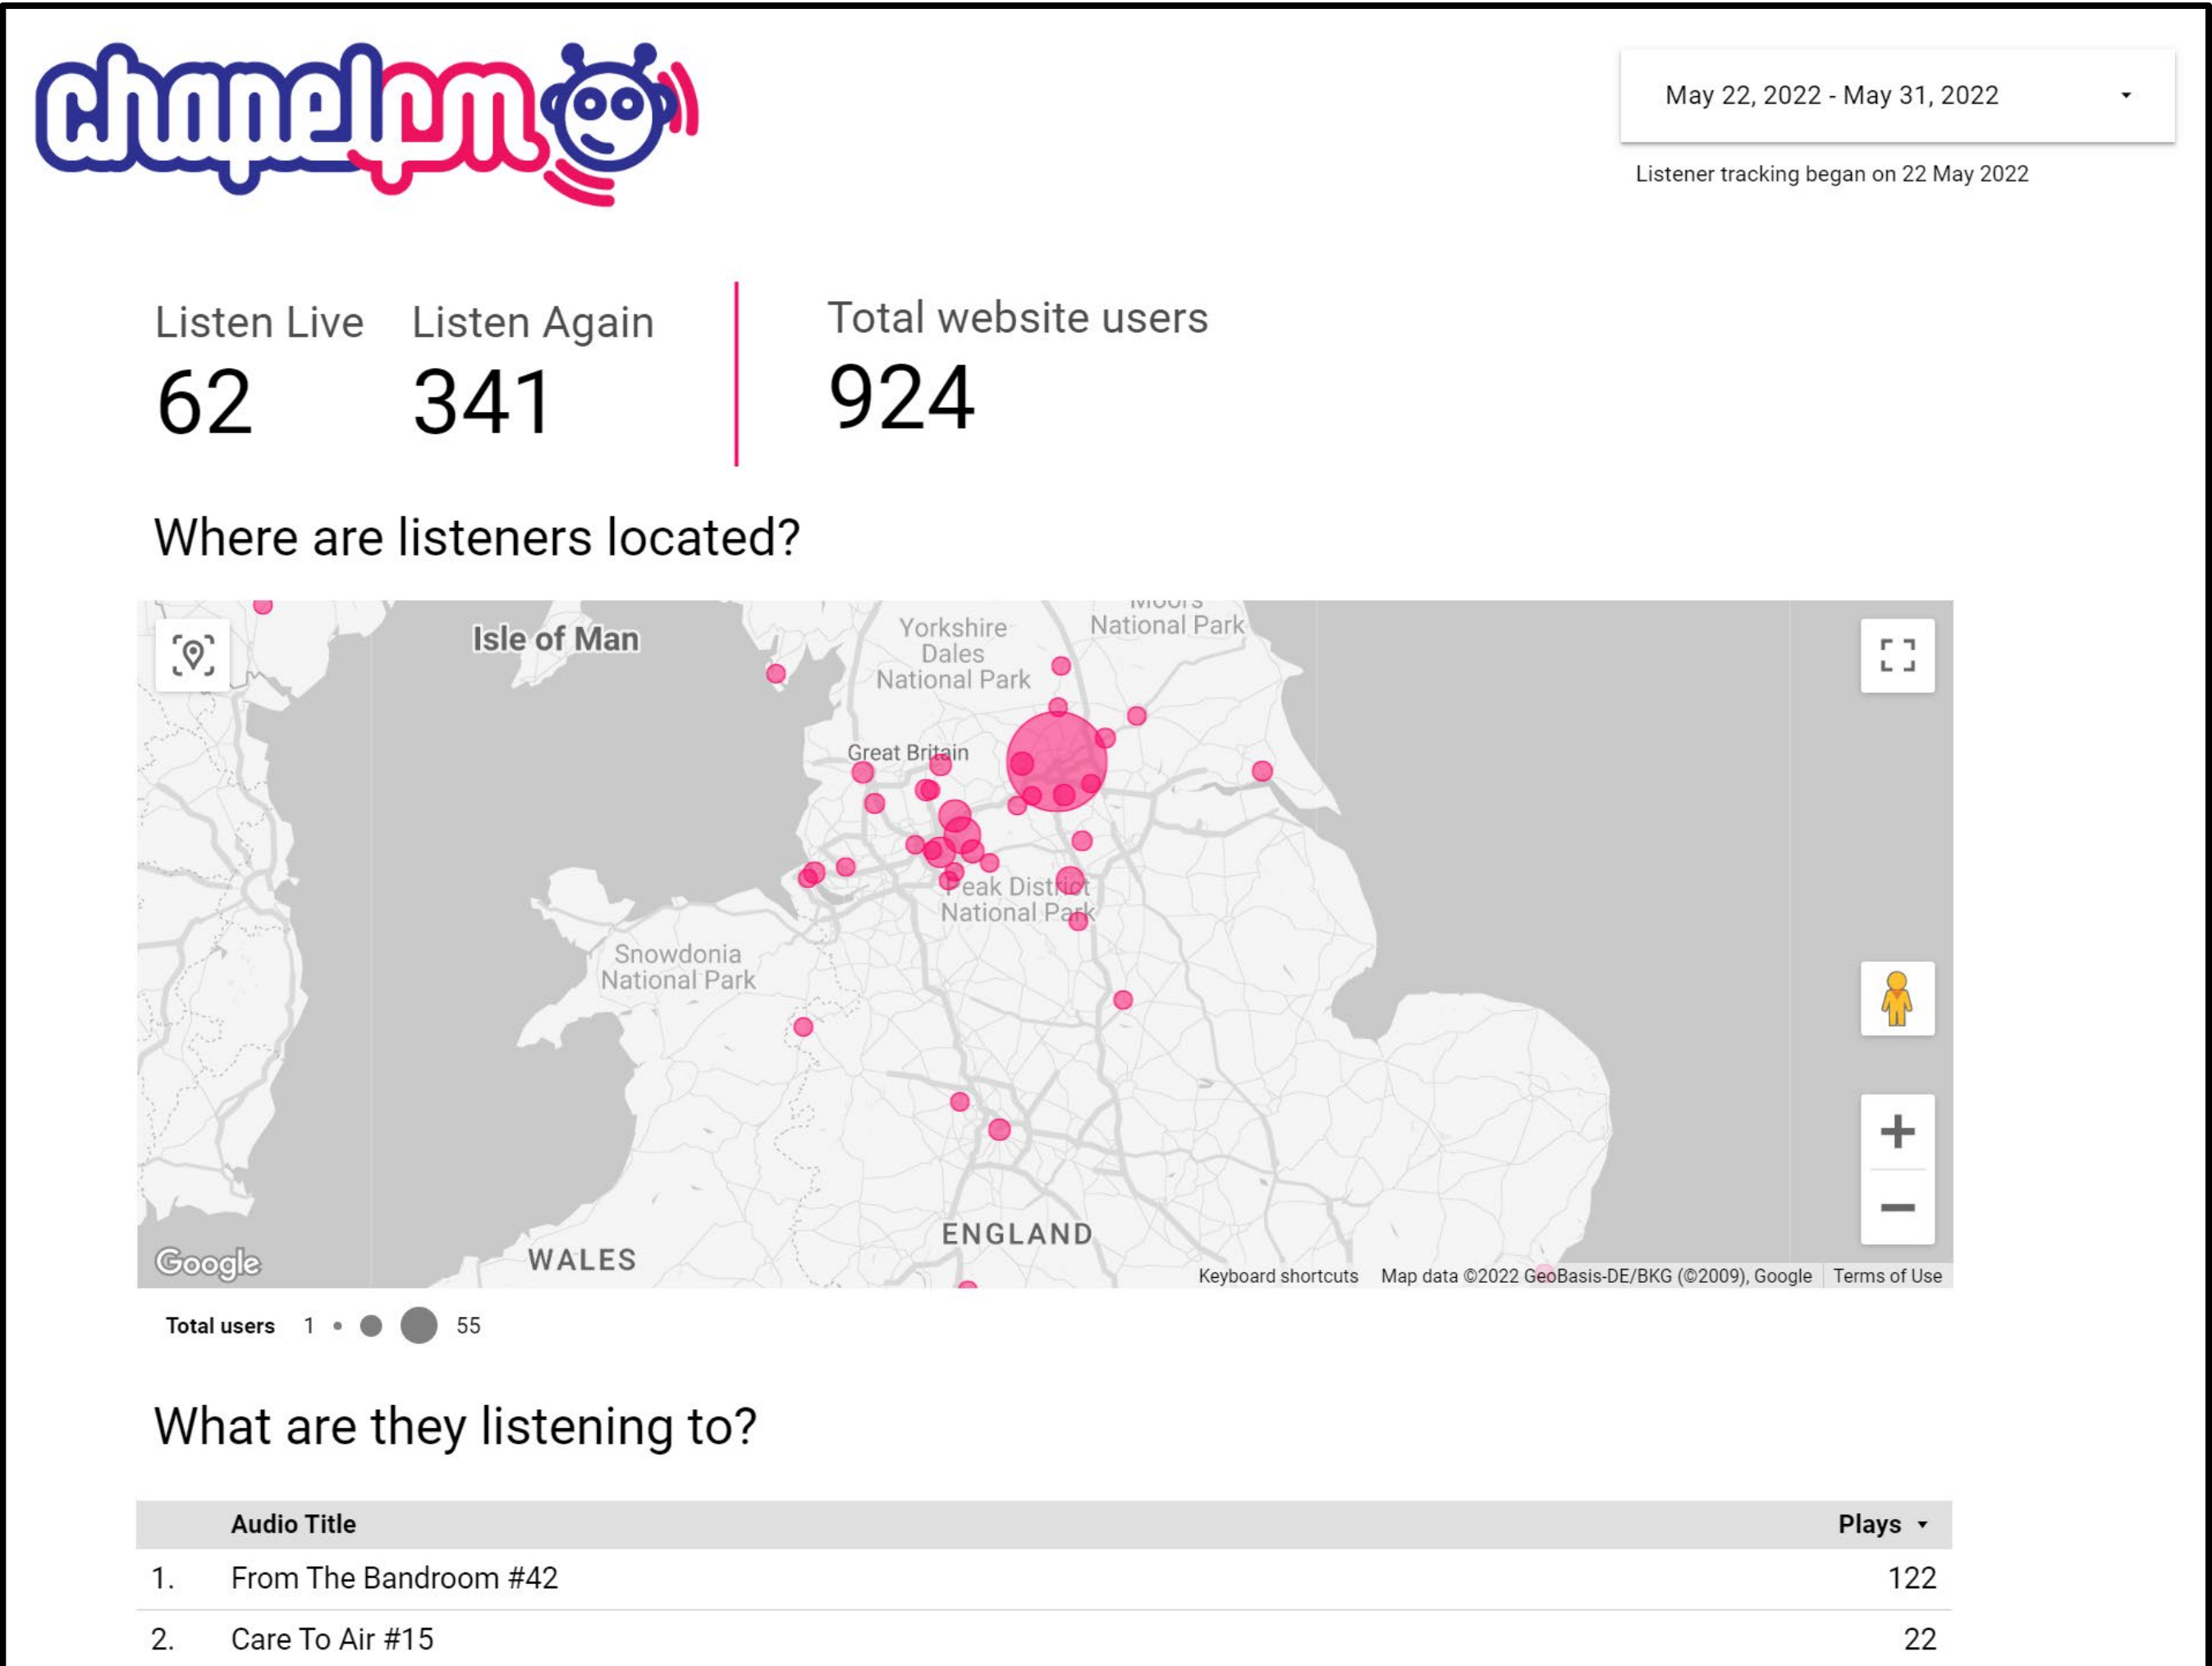 chapelfm
May 22, 2022 - May 31, 2022
Listener tracking began on 22 May 2022
Listen Live
62
Listen Again
341
Total website users
924
Where are listeners located?
Isle of Man
Yorkshire
Dales
National Park
Moors
National Park
Great Britain
Peak District
National Park
Snowdonia
National Park
ENGLAND
WALES
Google
Keyboard shortcuts Map data ©2022 GeoBasis-DE/BKG (©2009), Google Terms of Use
Total users 1 55
What are they listening to?
Audio Title Plays
1. From The Bandroom #42 122
2. Care To Air #15 22